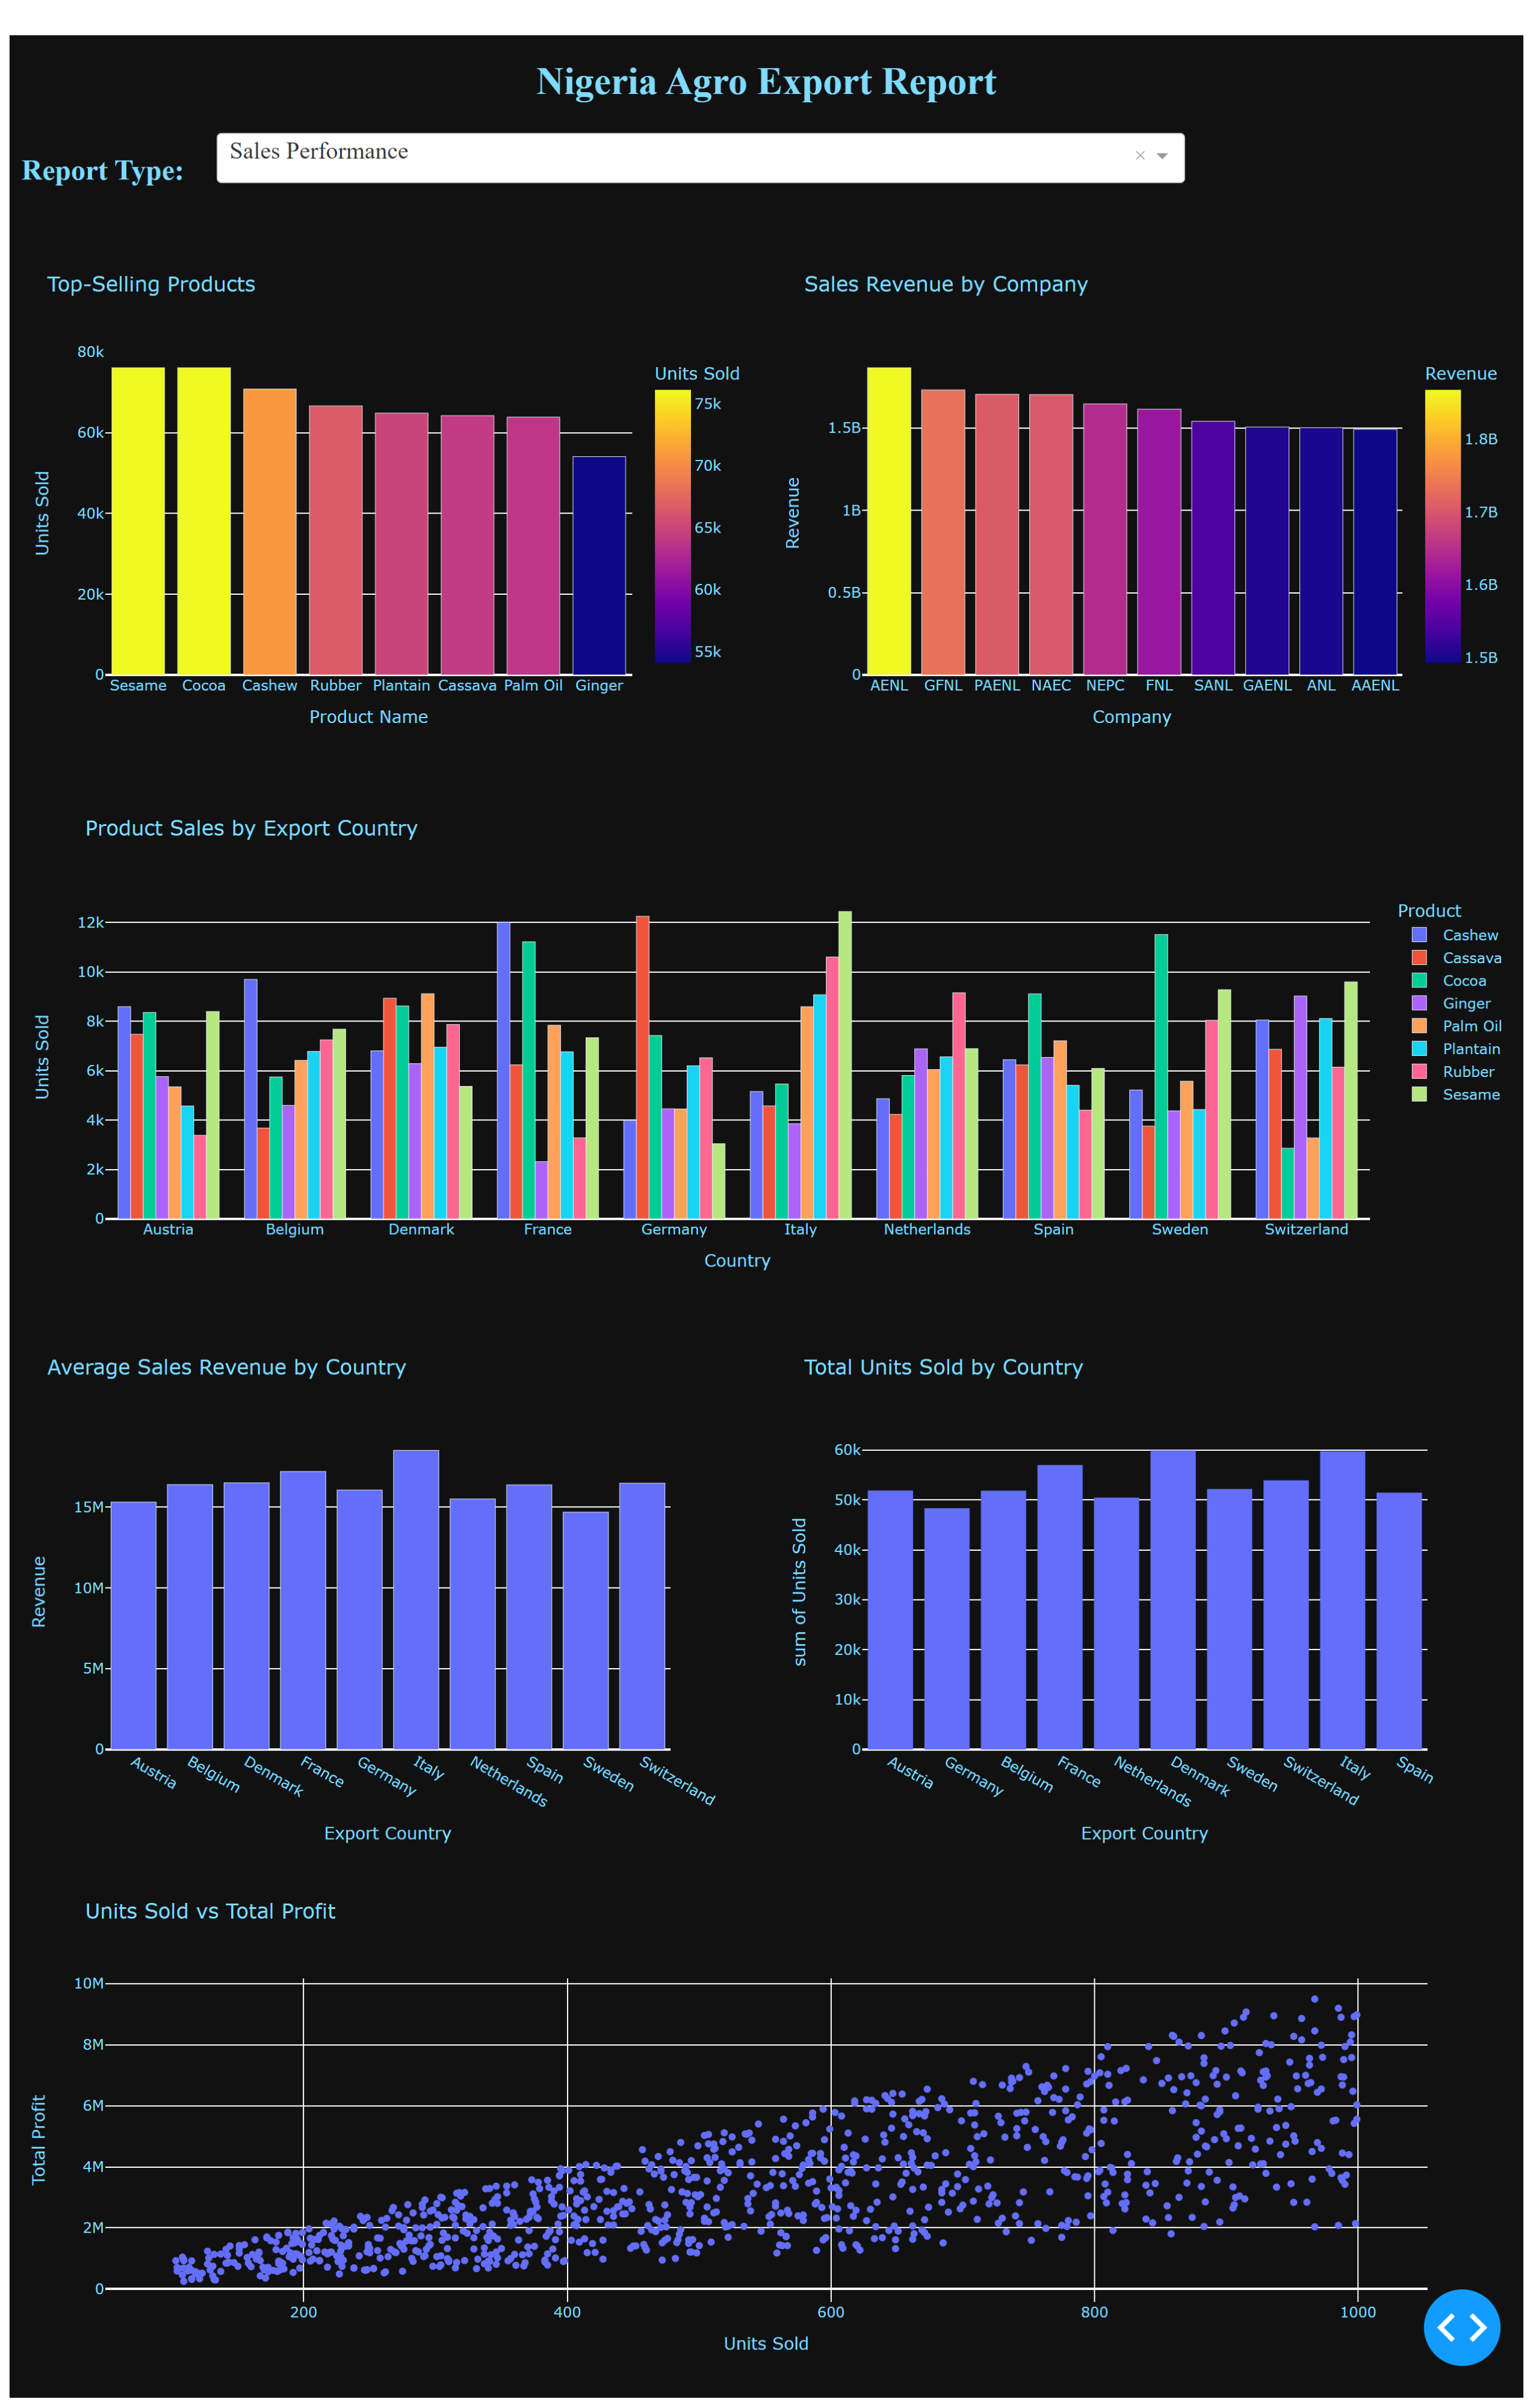 Nigeria Agro Export Report
Report Type:
Sales Performance
×
Top-Selling Products
80k
60k
40k
20k
0
Units Sold
Sesame Cocoa Cashew Rubber Plantain Cassava Palm Oil Ginger
Product Name
Units Sold
75k
70k
65k
60k
55k
Sales Revenue by Company
1.5B
1B
0.5B
0
Revenue
AENL GFNL PAENL NAEC NEPC FNL SANL GAENL ANL AAENL
Company
Revenue
1.8B
1.7B
1.6B
1.5B
Product Sales by Export Country
12k
10k
8k
6k
4k
2k
0
Units Sold
Austria Belgium Denmark France Germany Italy Netherlands Spain Sweden Switzerland
Country
Product
Cashew
Cassava
Cocoa
Ginger
Palm Oil
Plantain
Rubber
Sesame
Average Sales Revenue by Country
15M
10M
5M
0
Revenue
Austria Belgium Denmark France Germany Italy Netherlands Spain Sweden Switzerland
Export Country
Total Units Sold by Country
60k
50k
40k
30k
20k
10k
0
sum of Units Sold
Austria Germany Belgium France Netherlands Denmark Sweden Switzerland Italy Spain
Export Country
Units Sold vs Total Profit
10M
8M
6M
4M
2M
0
Total Profit
200 400 600 800 1000
Units Sold